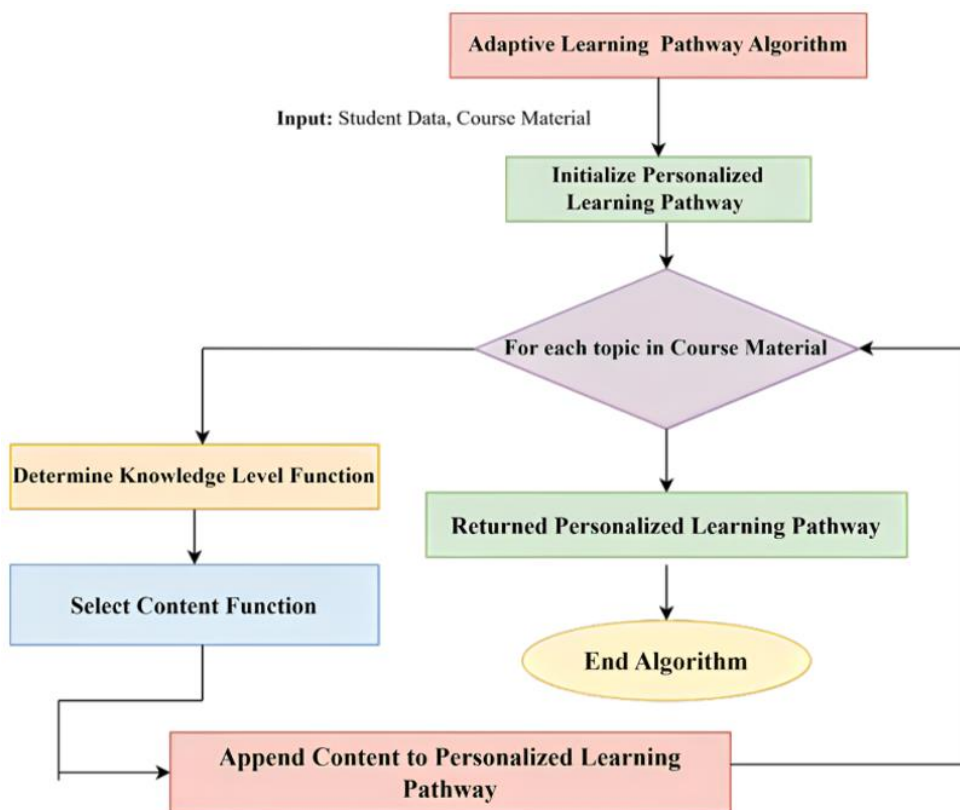 Adaptive Learning Pathway Algorithm
Input: Student Data, Course Material
Initialize Personalized
Learning Pathway
For each topic in Course Material
Determine Knowledge Level Function
Returned Personalized Learning Pathway
Select Content Function
End Algorithm
Append Content to Personalized Learning
Pathway